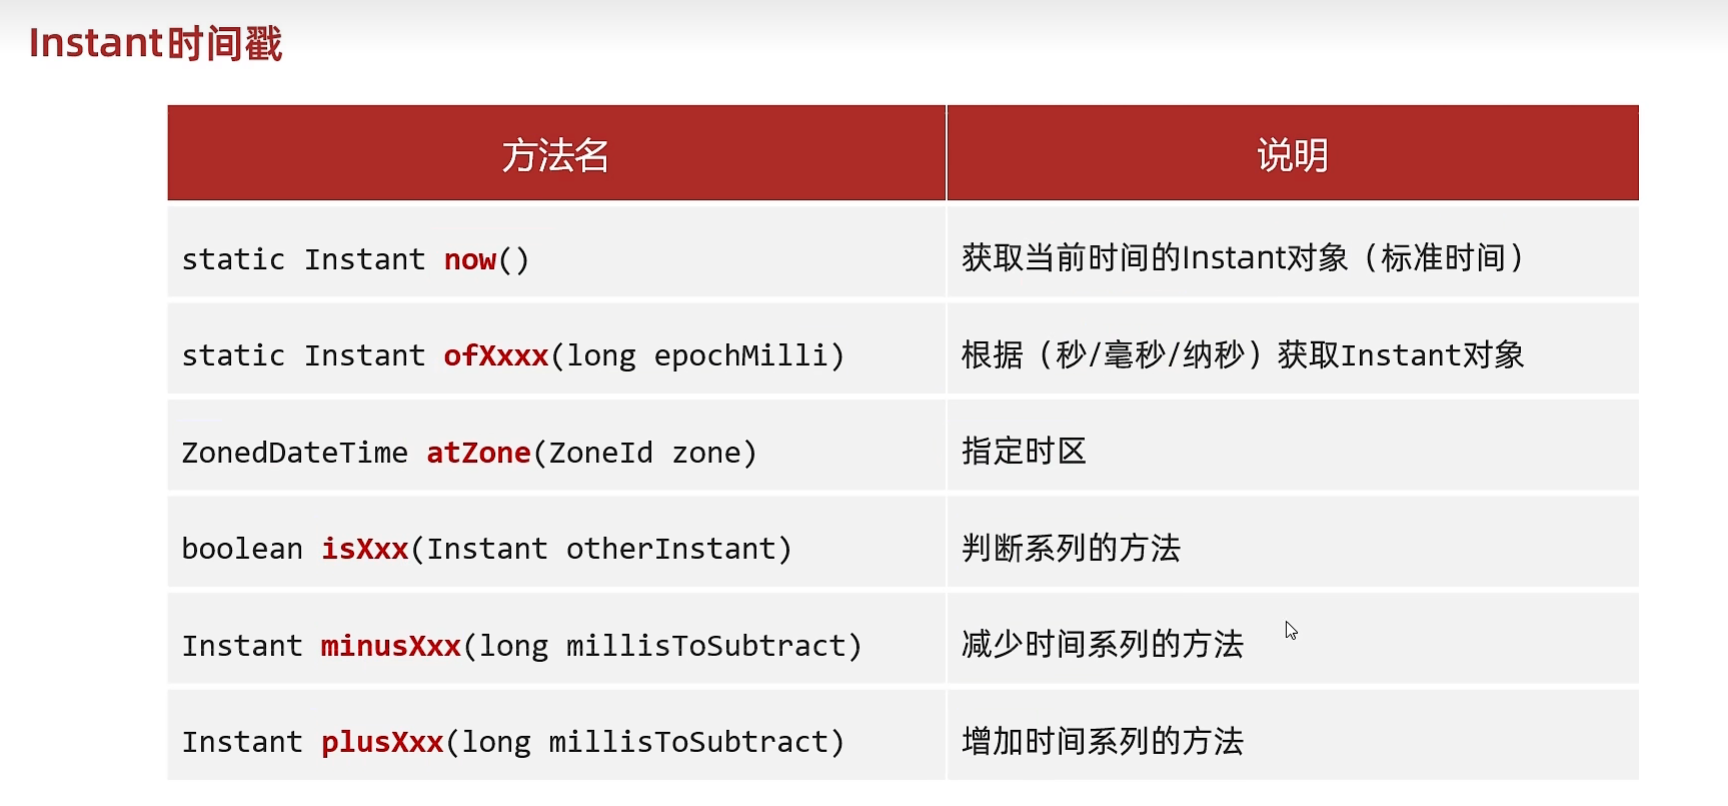 Instant时间戳
方法名 说明
static Instant now() 获取当前时间的Instant对象（标准时间）
static Instant ofXxxx(long epochMilli) 根据（秒/毫秒/纳秒）获取Instant对象
ZonedDateTime atZone(ZoneId zone) 指定时区
boolean isXxx(Instant otherInstant) 判断系列的方法
Instant minusXxx(long millisToSubtract) 减少时间系列的方法
Instant plusXxx(long millisToSubtract) 增加时间系列的方法